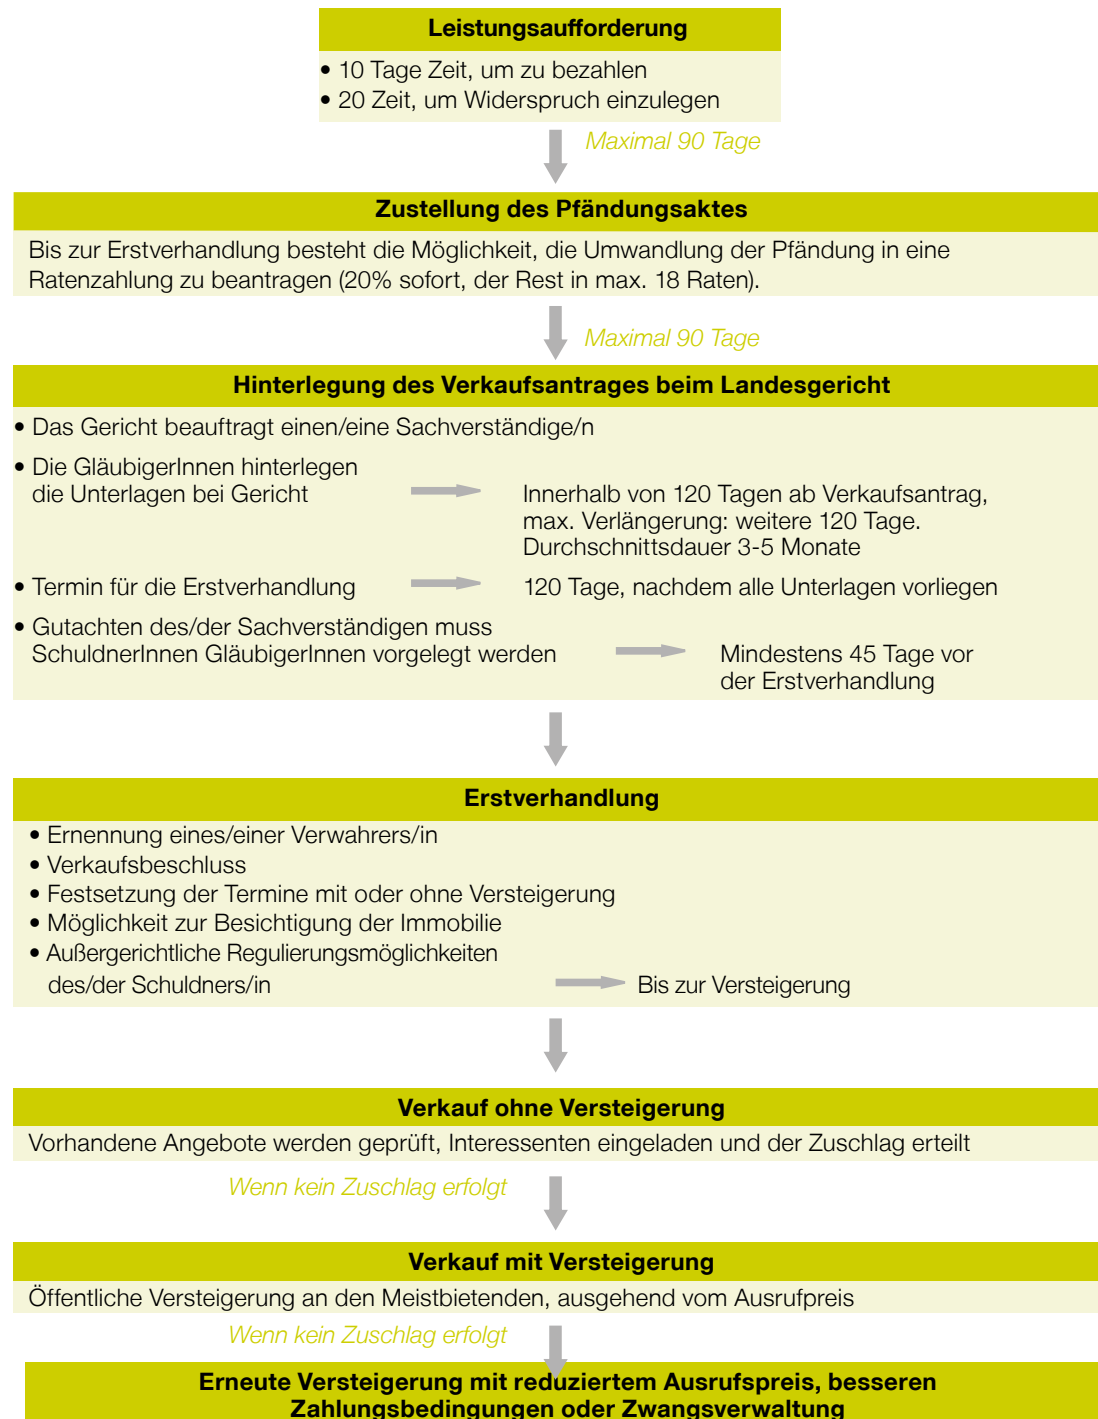 Leistungsaufforderung
• 10 Tage Zeit, um zu bezahlen
• 20 Zeit, um Widerspruch einzulegen
Maximal 90 Tage
Zustellung des Pfändungsaktes
Bis zur Erstverhandlung besteht die Möglichkeit, die Umwandlung der Pfändung in eine
Ratenzahlung zu beantragen (20% sofort, der Rest in max. 18 Raten).
Maximal 90 Tage
Hinterlegung des Verkaufsantrages beim Landesgericht
• Das Gericht beauftragt einen/eine Sachverständige/n
• Die GläubigerInnen hinterlegen
die Unterlagen bei Gericht
Innerhalb von 120 Tagen ab Verkaufsantrag,
max. Verlängerung: weitere 120 Tage.
Durchschnittsdauer 3-5 Monate
• Termin für die Erstverhandlung
120 Tage, nachdem alle Unterlagen vorliegen
• Gutachten des/der Sachverständigen muss
SchuldnerInnen GläubigerInnen vorgelegt werden
Mindestens 45 Tage vor
der Erstverhandlung
Erstverhandlung
• Ernennung eines/einer Verwahrers/in
• Verkaufsbeschluss
• Festsetzung der Termine mit oder ohne Versteigerung
• Möglichkeit zur Besichtigung der Immobilie
• Außergerichtliche Regulierungsmöglichkeiten
des/der Schuldners/in
Bis zur Versteigerung
Verkauf ohne Versteigerung
Vorhandene Angebote werden geprüft, Interessenten eingeladen und der Zuschlag erteilt
Wenn kein Zuschlag erfolgt
Verkauf mit Versteigerung
Öffentliche Versteigerung an den Meistbietenden, ausgehend vom Ausrufpreis
Wenn kein Zuschlag erfolgt
Erneute Versteigerung mit reduziertem Ausrufspreis, besseren
Zahlungsbedingungen oder Zwangsverwaltung